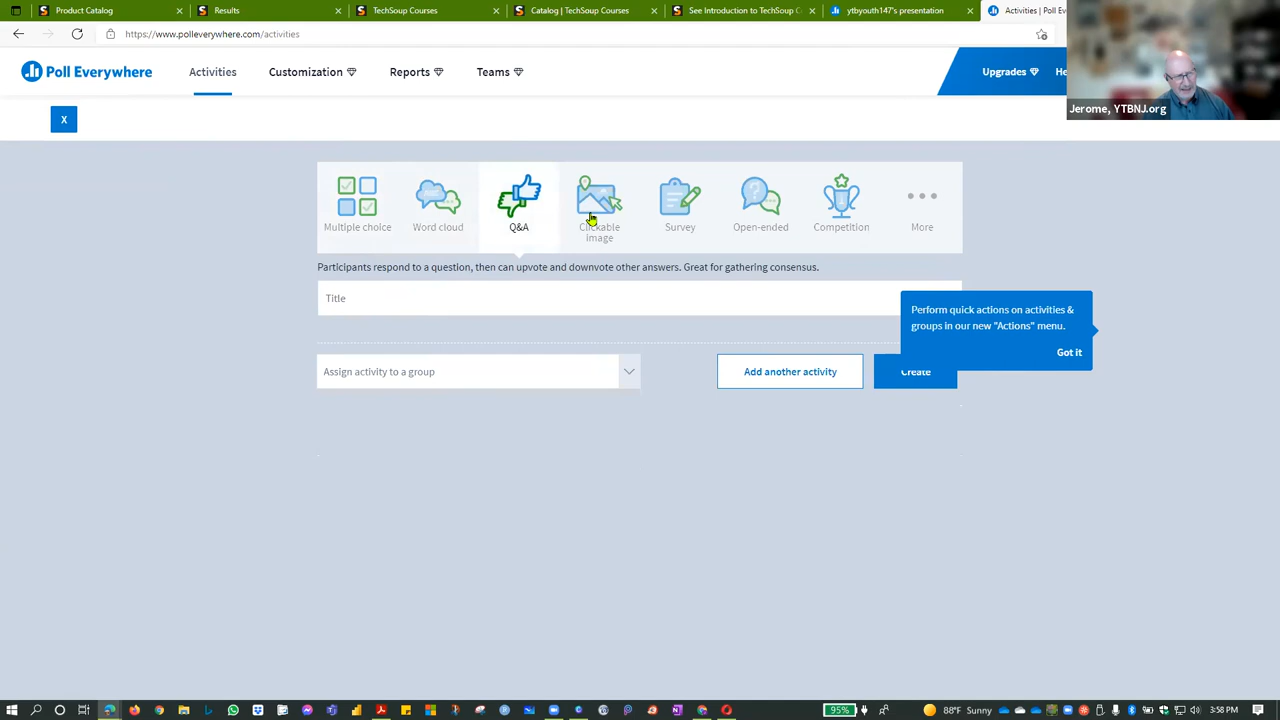 Product Catalog
Results
TechSoup Courses
Catalog | TechSoup Courses
See Introduction to TechSoup C
ytbyouth147's presentation
Activities | Poll Ev
https://www.polleverywhere.com/activities
Poll Everywhere
Activities
Customization
Reports
Teams
Upgrades
He
Jerome, YTBNJ.org
X
Multiple choice
Word cloud
Q&A
Clickable
image
Survey
Open-ended
Competition
More
Participants respond to a question, then can upvote and downvote other answers. Great for gathering consensus.
Title
Perform quick actions on activities &
groups in our new "Actions" menu.
Got it
Assign activity to a group
Add another activity
Create
95%
88°F Sunny
3:58 PM